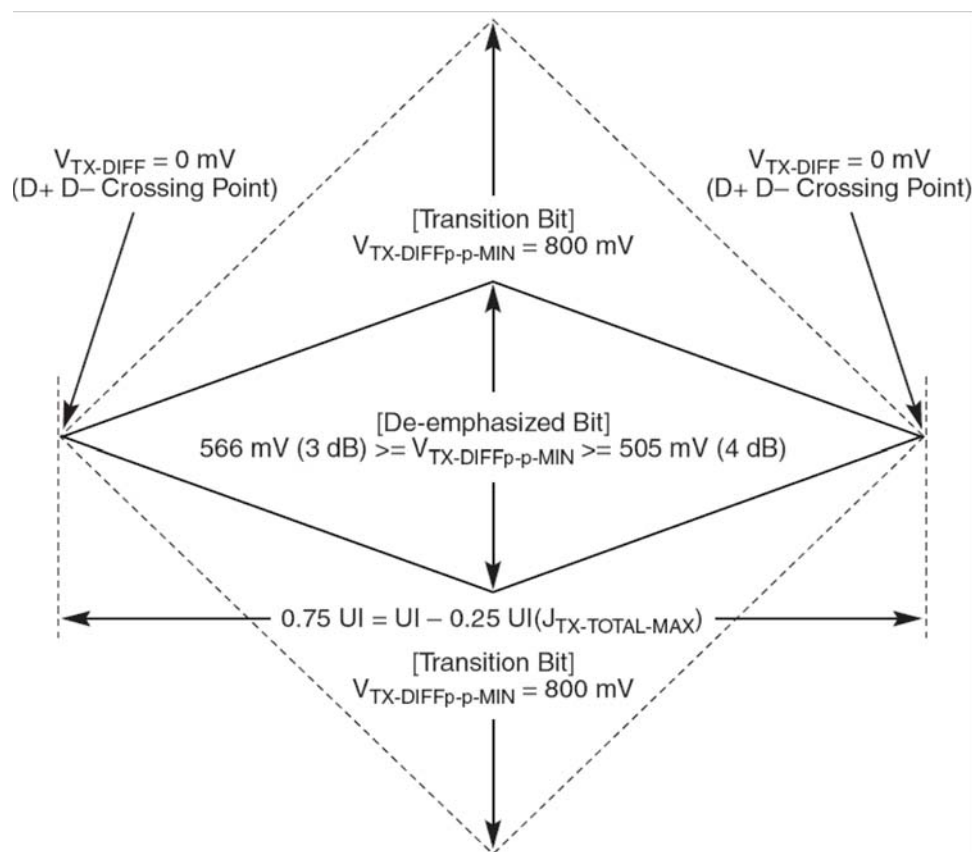 V_TX-DIFF = 0 mV
(D+ D– Crossing Point)
V_TX-DIFF = 0 mV
(D+ D– Crossing Point)
[Transition Bit]
V_TX-DIFFp-p-MIN = 800 mV
[De-emphasized Bit]
566 mV (3 dB) >= V_TX-DIFFp-p-MIN >= 505 mV (4 dB)
0.75 UI = UI – 0.25 UI(J_TX-TOTAL-MAX)
[Transition Bit]
V_TX-DIFFp-p-MIN = 800 mV